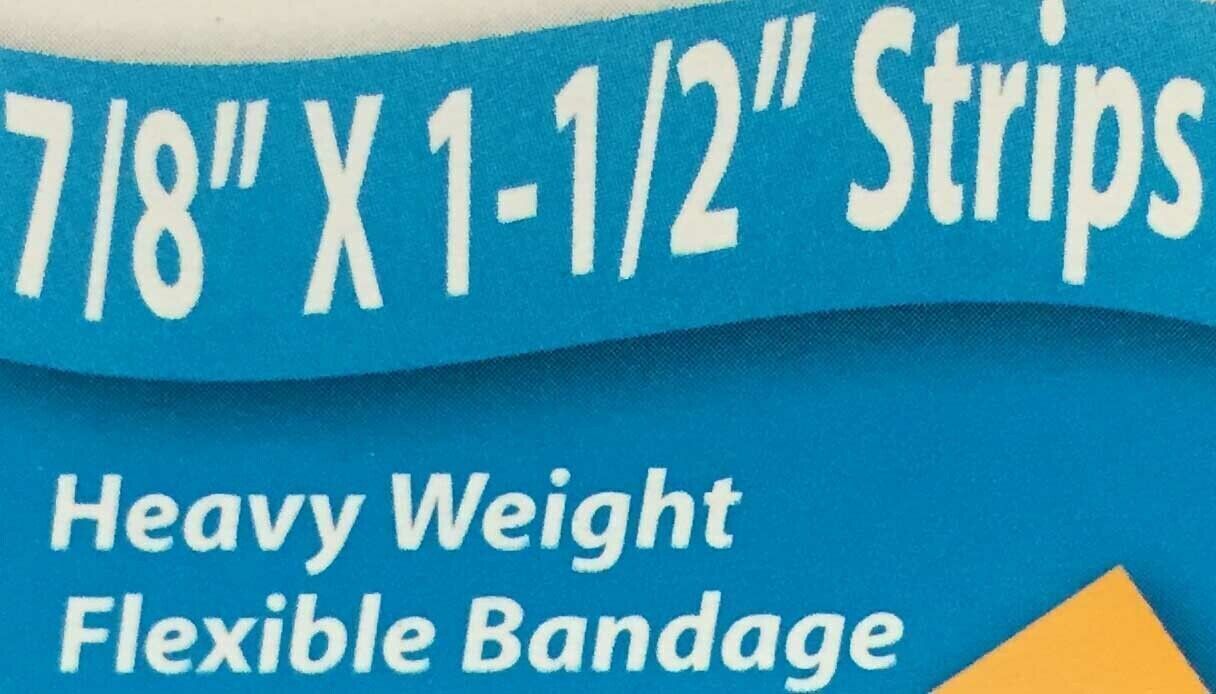 7/8" X 1-1/2" Strips
Heavy Weight
Flexible Bandage